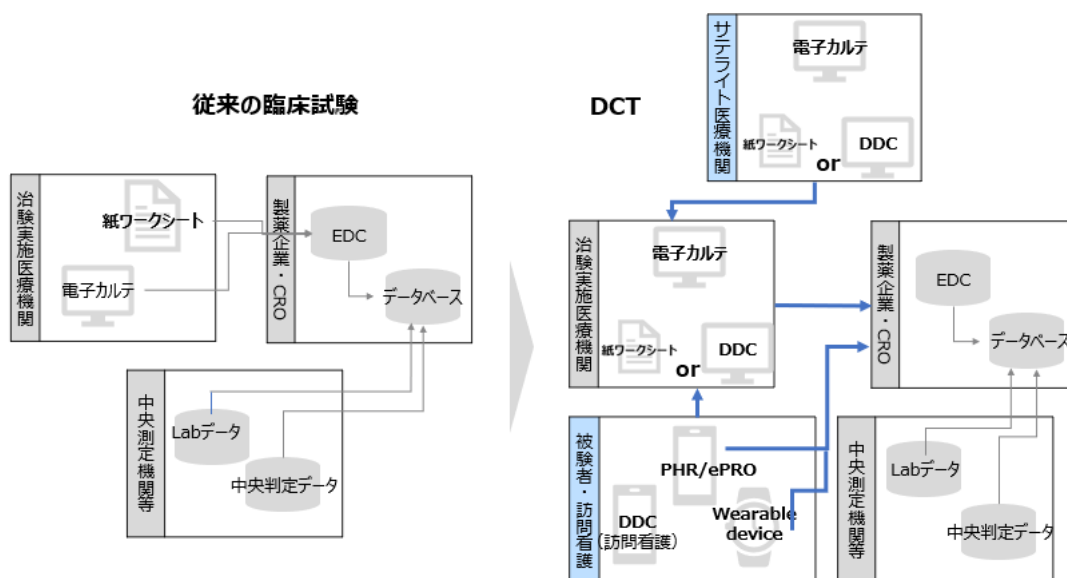 従来の臨床試験
治験実施医療機関
紙ワークシート
電子カルテ
製薬企業・CRO
EDC
データベース
中央測定機関等
Labデータ
中央判定データ
DCT
サテライト医療機関
電子カルテ
紙ワークシート
or
DDC
治験実施医療機関
電子カルテ
紙ワークシート
or
DDC
製薬企業・CRO
EDC
データベース
被験者・訪問看護
PHR/ePRO
DDC
(訪問看護)
Wearable
device
中央測定機関等
Labデータ
中央判定データ